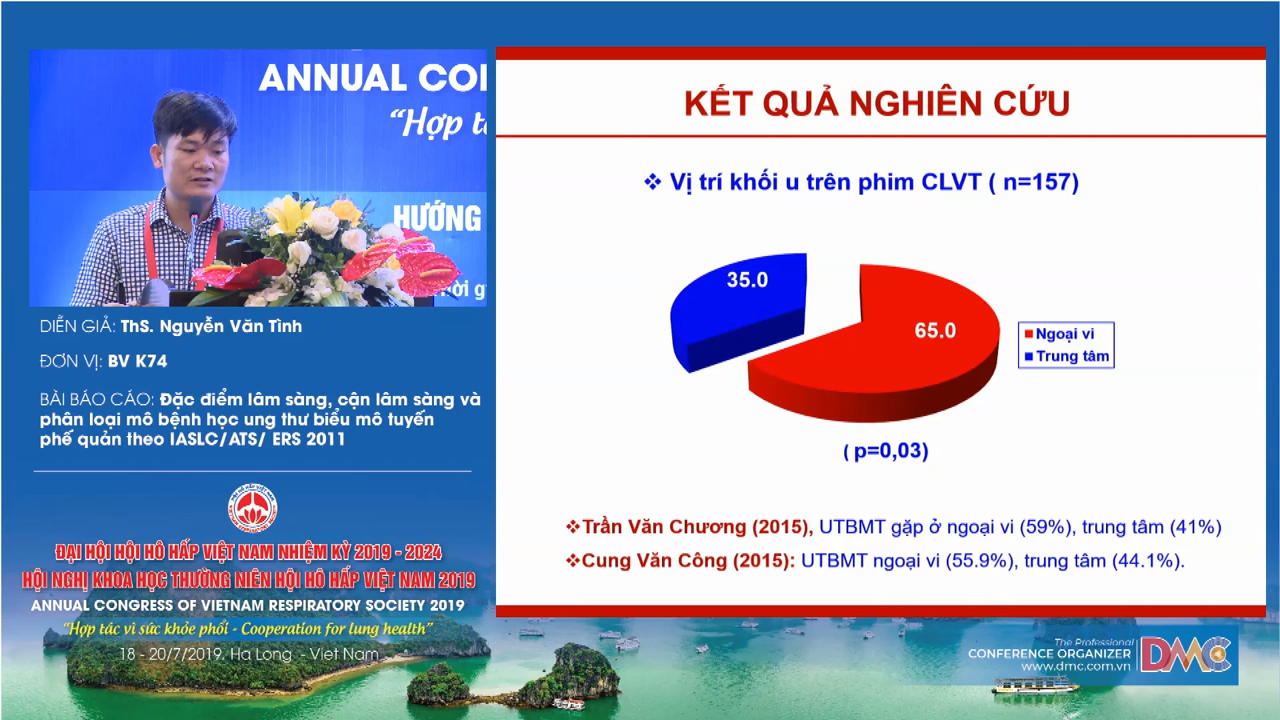 ANNUAL CO
“Hợp t
HƯỚNG
DIỄN GIẢ: ThS. Nguyễn Văn Tình
ĐƠN VỊ: BV K74
BÀI BÁO CÁO: Đặc điểm lâm sàng, cận lâm sàng và
phân loại mô bệnh học ung thư biểu mô tuyến
phế quản theo IASLC/ATS/ ERS 2011
ĐẠI HỘI HỘI HÔ HẤP VIỆT NAM NHIỆM KỲ 2019 - 2024
HỘI NGHỊ KHOA HỌC THƯỜNG NIÊN HỘI HÔ HẤP VIỆT NAM 2019
ANNUAL CONGRESS OF VIETNAM RESPIRATORY SOCIETY 2019
“Hợp tác vì sức khỏe phổi - Cooperation for lung health”
18 - 20/7/2019. Ha Long - Viet Nam
KẾT QUẢ NGHIÊN CỨU
❖ Vị trí khối u trên phim CLVT ( n=157)
35.0
65.0
Ngoại vi
Trung tâm
( p=0,03)
❖Trần Văn Chương (2015), UTBMT gặp ở ngoại vi (59%), trung tâm (41%)
❖Cung Văn Công (2015): UTBMT ngoại vi (55.9%), trung tâm (44.1%).
The Professional
CONFERENCE ORGANIZER
www.dmc.com.vn
DMC